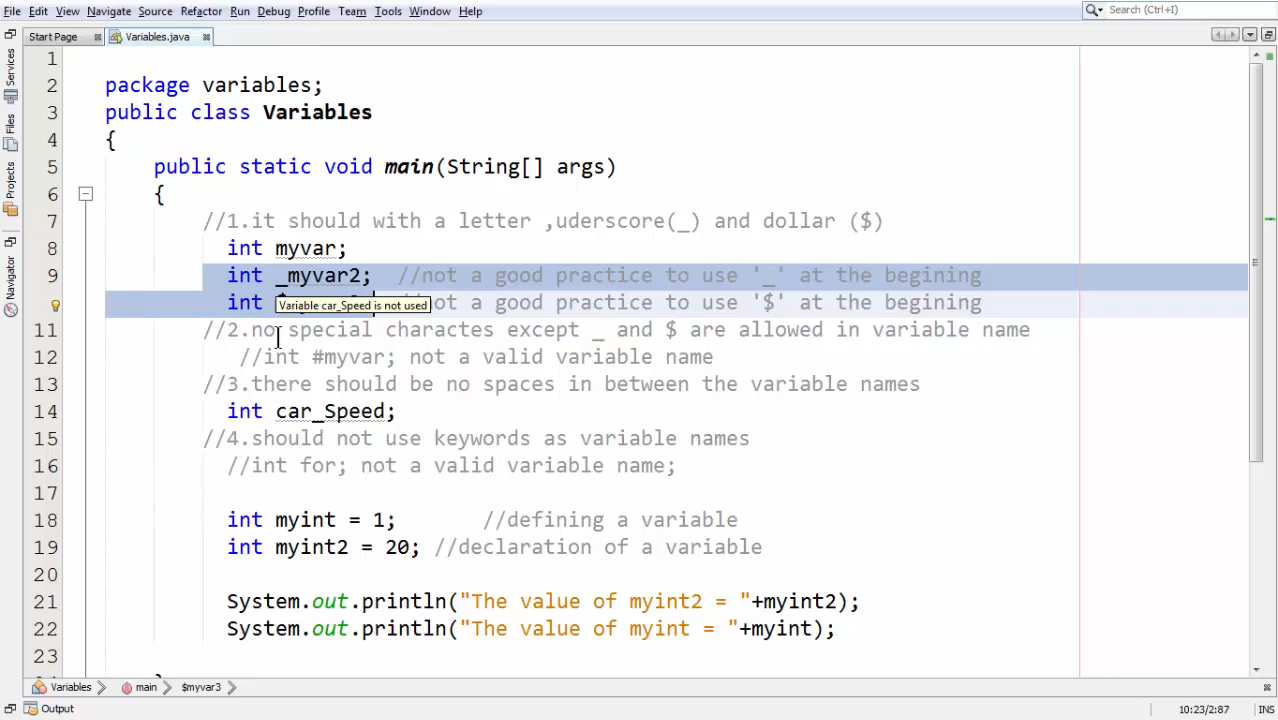 File Edit View Navigate Source Refactor Run Debug Profile Team Tools Window Help Search (Ctrl+I)
Start Page Variables.java
Services
Files
Projects
Navigator
1
2 package variables;
3 public class Variables
4 {
5 public static void main(String[] args)
6 {
7 //1.it should with a letter ,uderscore(_) and dollar ($)
8 int myvar;
9 int _myvar2; //not a good practice to use '_' at the begining
int not a good practice to use '$' at the begining
Variable car_Speed is not used
11 //2.no special charactes except _ and $ are allowed in variable name
12 //int #myvar; not a valid variable name
13 //3.there should be no spaces in between the variable names
14 int car_Speed;
15 //4.should not use keywords as variable names
16 //int for; not a valid variable name;
17
18 int myint = 1; //defining a variable
19 int myint2 = 20; //declaration of a variable
20
21 System.out.println("The value of myint2 = "+myint2);
22 System.out.println("The value of myint = "+myint);
23
Variables main $myvar3
Output 10:23/2:87 INS